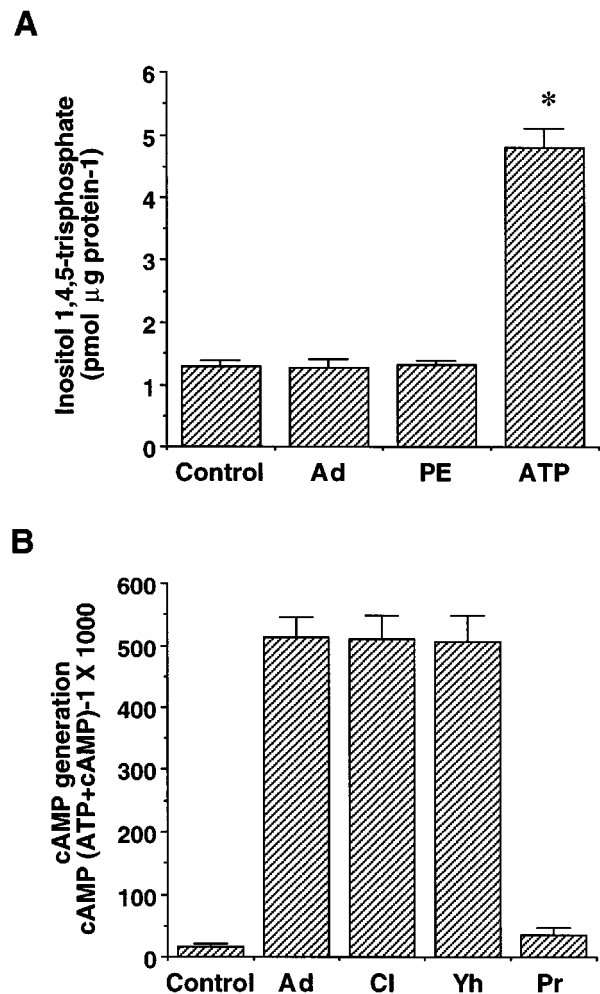 A
Inositol 1,4,5-trisphosphate
(pmol μg protein-1)
6
5
4
3
2
1
0
*
Control Ad PE ATP
B
cAMP generation
cAMP (ATP+cAMP)-1 X 1000
600
500
400
300
200
100
0
Control Ad Cl Yh Pr